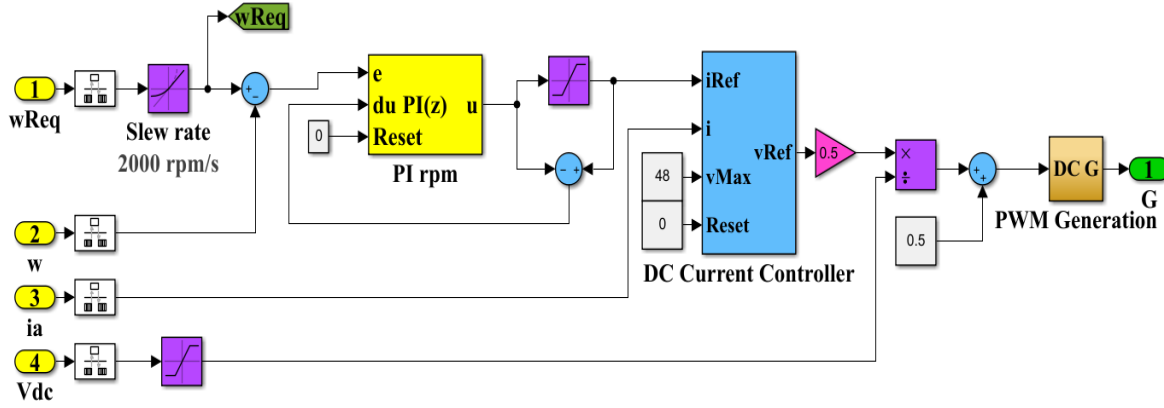 wReq
1
wReq
Slew rate
2000 rpm/s
+
−
e
du PI(z) u
Reset
0
PI rpm
− +
iRef
i
vMax
Reset
vRef
48
0
DC Current Controller
0.5
×
÷
+
+
0.5
DC G
PWM Generation
1
G
2
w
3
ia
4
Vdc